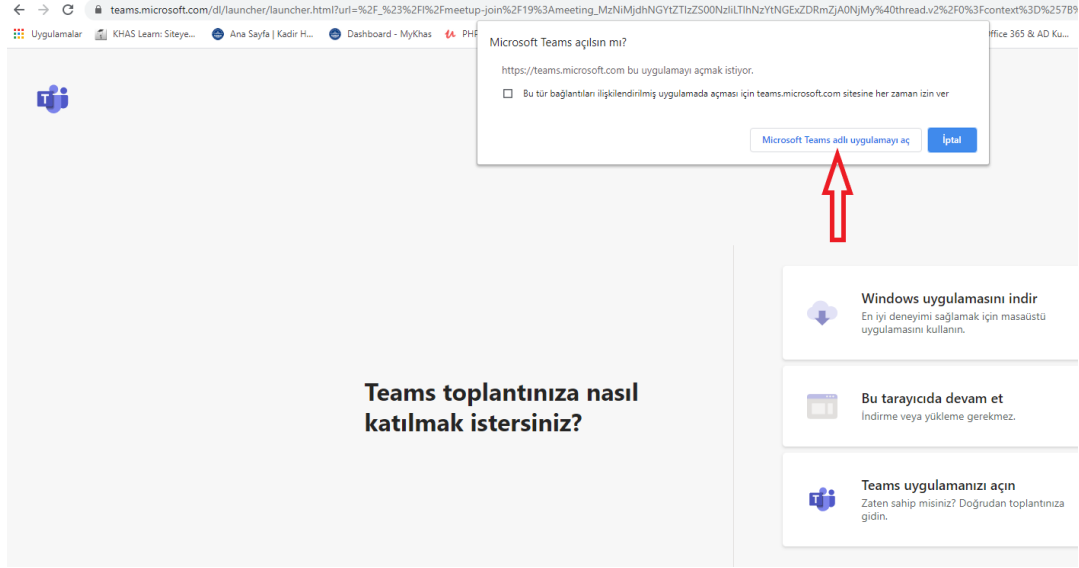 teams.microsoft.com/dl/launcher/launcher.html?url=%2F_%23%2Fl%2Fmeetup-join%2F19%3Ameeting_MzNiMjdhNGYtZTIzZS00NzliLTlhNzYtNGExZDRmZjA0NjMy%40thread.v2%2F0%3Fcontext%3D%257B%
Uygulamalar KHAS Learn: Siteye... Ana Sayfa | Kadir H... Dashboard - MyKhas PHP ffice 365 & AD Ku...
Microsoft Teams açılsın mı?
https://teams.microsoft.com bu uygulamayı açmak istiyor.
Bu tür bağlantıları ilişkilendirilmiş uygulamada açması için teams.microsoft.com sitesine her zaman izin ver
Microsoft Teams adlı uygulamayı aç İptal
Teams toplantınıza nasıl
katılmak istersiniz?
Windows uygulamasını indir
En iyi deneyimi sağlamak için masaüstü
uygulamasını kullanın.
Bu tarayıcıda devam et
İndirme veya yükleme gerekmez.
Teams uygulamanızı açın
Zaten sahip misiniz? Doğrudan toplantınıza
gidin.